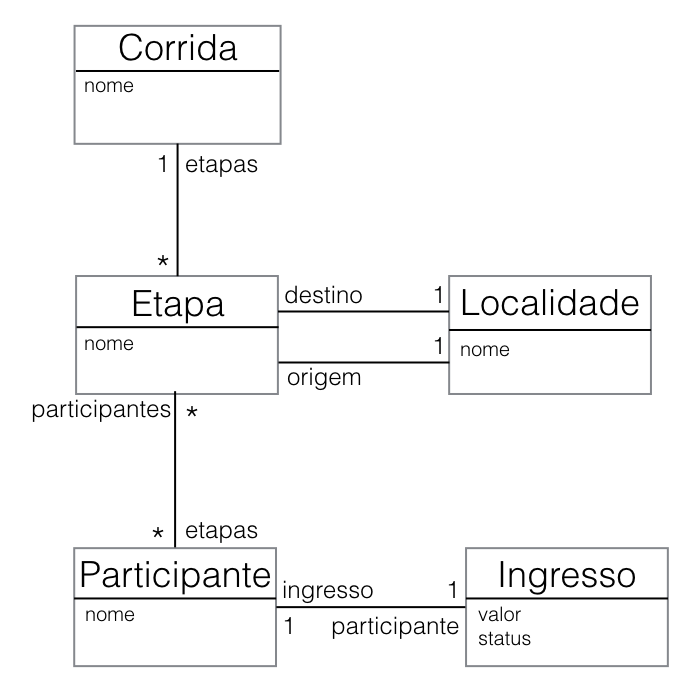 Corrida
nome
1 etapas
*
Etapa
nome
destino 1
1
origem
Localidade
nome
participantes *
* etapas
Participante
nome
ingresso 1
1 participante
Ingresso
valor
status